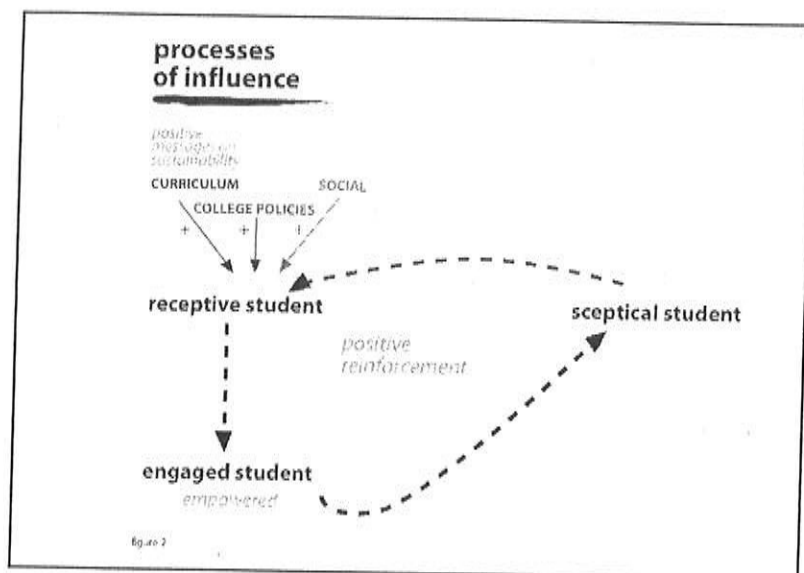 processes
of influence
positive
messages on
sustainability
CURRICULUM
SOCIAL
COLLEGE POLICIES
+ + +
receptive student
sceptical student
positive
reinforcement
engaged student
empowered
figure 2